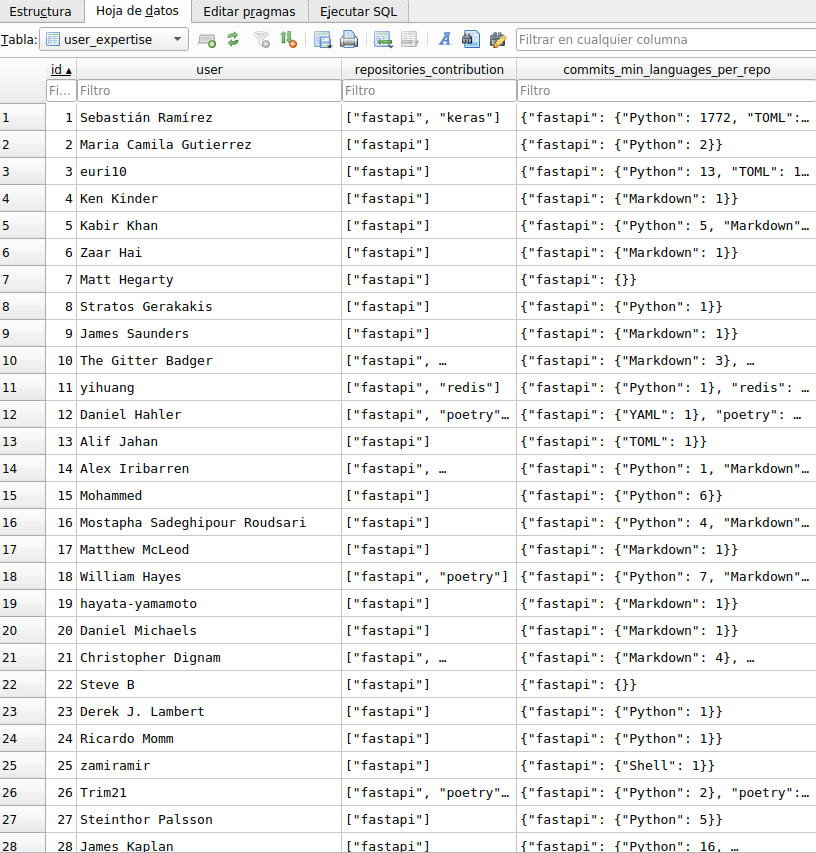 Estructura Hoja de datos Editar pragmas Ejecutar SQL
Tabla: user_expertise Filtrar en cualquier columna
id user repositories_contribution commits_min_languages_per_repo
Fi… Filtro Filtro Filtro
1 1 Sebastián Ramírez ["fastapi", "keras"] {"fastapi": {"Python": 1772, "TOML":…
2 2 Maria Camila Gutierrez ["fastapi"] {"fastapi": {"Python": 2}}
3 3 euri10 ["fastapi"] {"fastapi": {"Python": 13, "TOML": 1…
4 4 Ken Kinder ["fastapi"] {"fastapi": {"Markdown": 1}}
5 5 Kabir Khan ["fastapi"] {"fastapi": {"Python": 5, "Markdown"…
6 6 Zaar Hai ["fastapi"] {"fastapi": {"Markdown": 1}}
7 7 Matt Hegarty ["fastapi"] {"fastapi": {}}
8 8 Stratos Gerakakis ["fastapi"] {"fastapi": {"Python": 1}}
9 9 James Saunders ["fastapi"] {"fastapi": {"Markdown": 1}}
10 10 The Gitter Badger ["fastapi", … {"fastapi": {"Markdown": 3}, …
11 11 yihuang ["fastapi", "redis"] {"fastapi": {"Python": 1}, "redis": …
12 12 Daniel Hahler ["fastapi", "poetry"… {"fastapi": {"YAML": 1}, "poetry": …
13 13 Alif Jahan ["fastapi"] {"fastapi": {"TOML": 1}}
14 14 Alex Iribarren ["fastapi", … {"fastapi": {"Python": 1, "Markdown"…
15 15 Mohammed ["fastapi"] {"fastapi": {"Python": 6}}
16 16 Mostapha Sadeghipour Roudsari ["fastapi"] {"fastapi": {"Python": 4, "Markdown"…
17 17 Matthew McLeod ["fastapi"] {"fastapi": {"Markdown": 1}}
18 18 William Hayes ["fastapi", "poetry"] {"fastapi": {"Python": 7, "Markdown"…
19 19 hayata-yamamoto ["fastapi"] {"fastapi": {"Markdown": 1}}
20 20 Daniel Michaels ["fastapi"] {"fastapi": {"Markdown": 1}}
21 21 Christopher Dignam ["fastapi", … {"fastapi": {"Markdown": 4}, …
22 22 Steve B ["fastapi"] {"fastapi": {}}
23 23 Derek J. Lambert ["fastapi"] {"fastapi": {"Python": 1}}
24 24 Ricardo Momm ["fastapi"] {"fastapi": {"Python": 1}}
25 25 zamiramir ["fastapi"] {"fastapi": {"Shell": 1}}
26 26 Trim21 ["fastapi", "poetry"… {"fastapi": {"Python": 2}, "poetry":…
27 27 Steinthor Palsson ["fastapi"] {"fastapi": {"Python": 5}}
28 28 James Kaplan ["fastapi"] {"fastapi": {"Python": 16, …